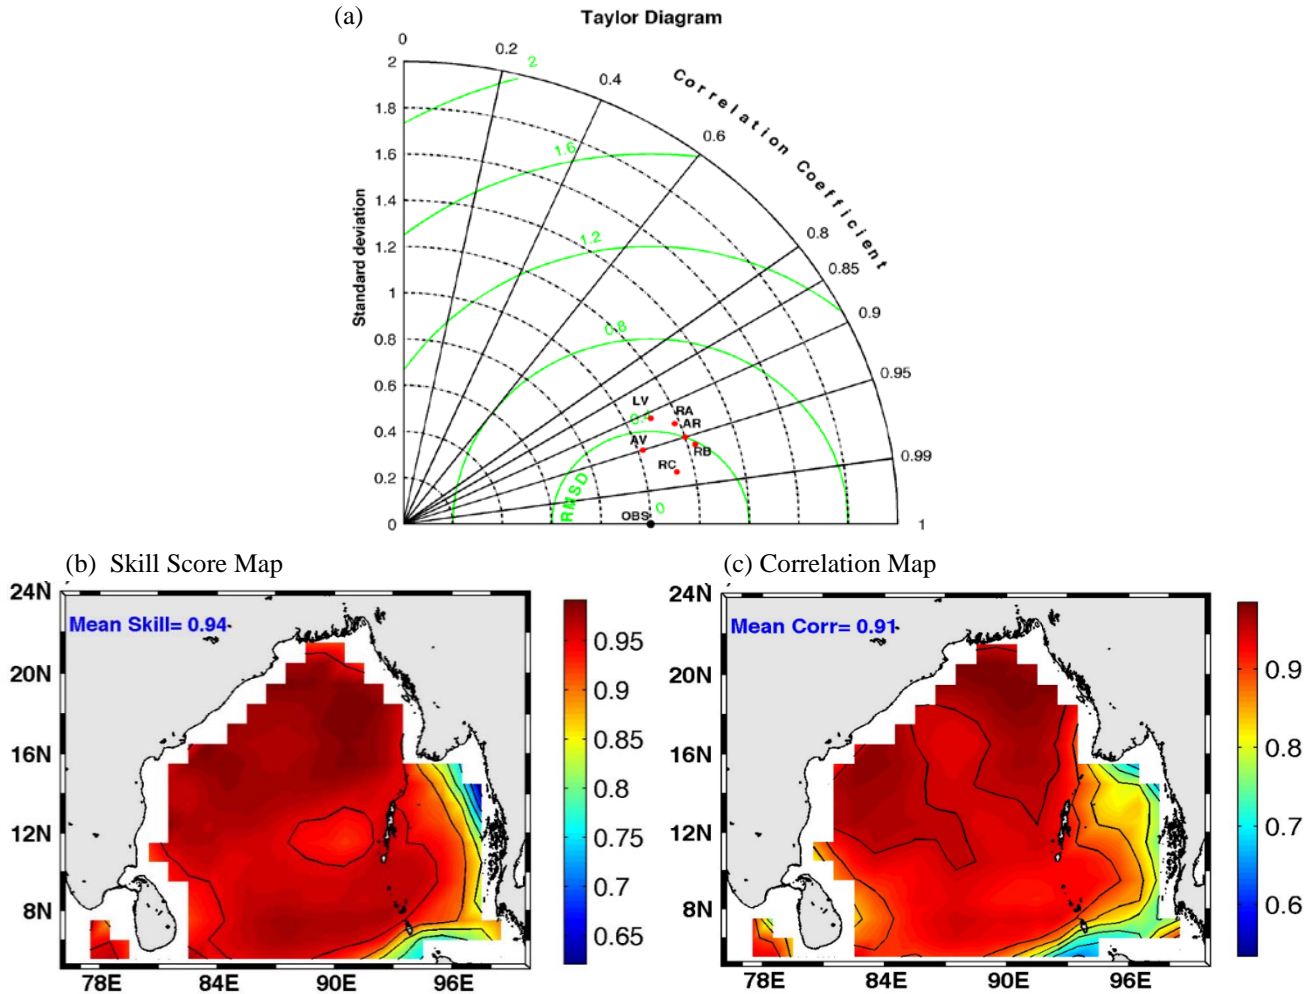 (a)
Taylor Diagram
0
0.2
2
0.4
Correlation Coefficient
0.6
0.8
0.85
0.9
0.95
0.99
1
Standard deviation
2
1.8
1.6
1.4
1.2
1
0.8
0.6
0.4
0.2
0
1.6
1.2
0.8
0.4
0
RMSD
LV
RA
AR
AV
RB
RC
OBS
(b) Skill Score Map
Mean Skill= 0.94
24N
20N
16N
12N
8N
78E 84E 90E 96E
0.95
0.9
0.85
0.8
0.75
0.7
0.65
(c) Correlation Map
Mean Corr= 0.91
24N
20N
16N
12N
8N
78E 84E 90E 96E
0.9
0.8
0.7
0.6